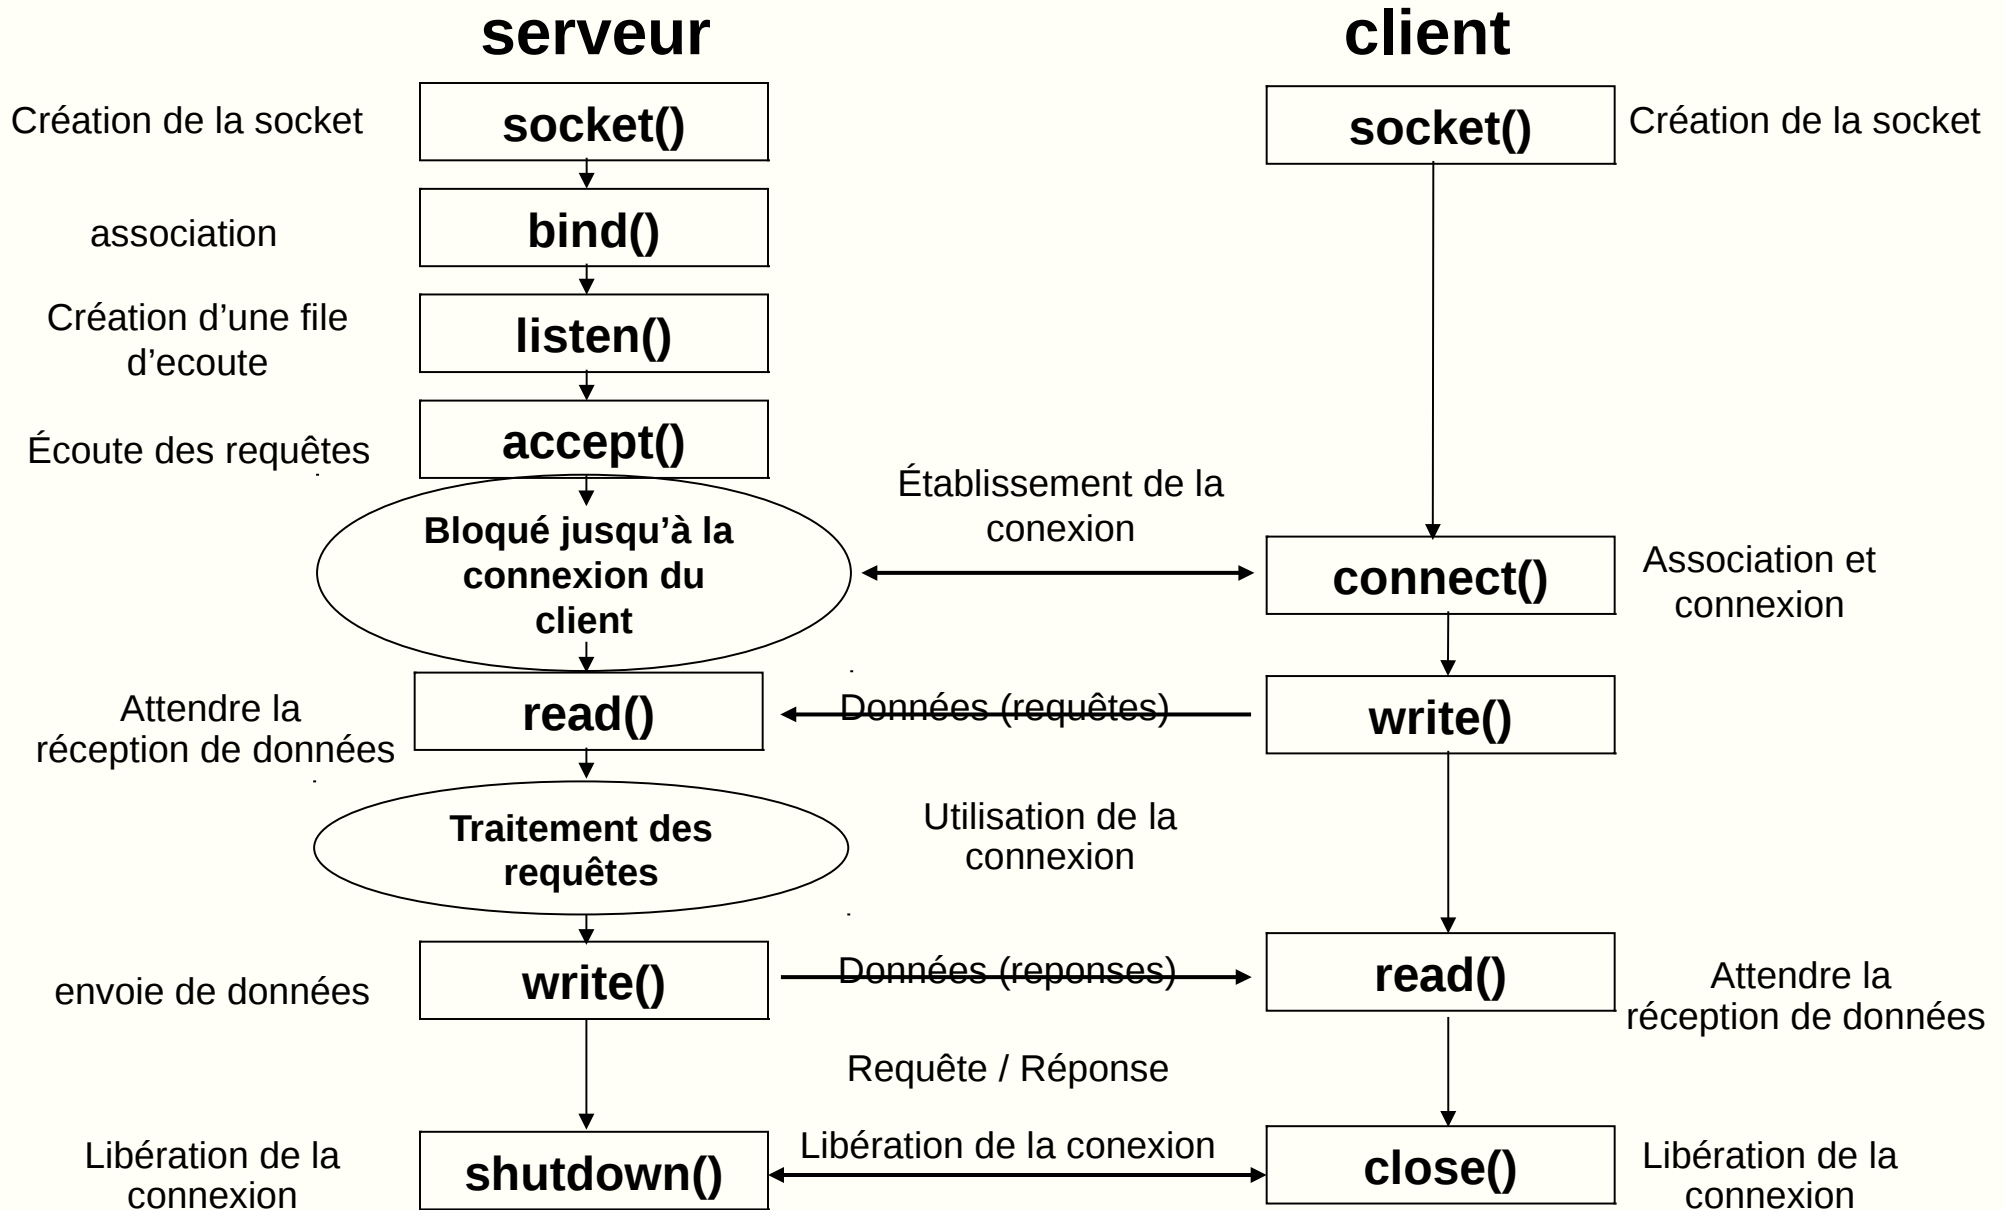 serveur
client
Création de la socket
socket()
socket()
Création de la socket
association
bind()
Création d’une file
d’ecoute
listen()
Écoute des requêtes
accept()
Bloqué jusqu’à la
connexion du
client
Établissement de la
conexion
connect()
Association et
connexion
Attendre la
réception de données
read()
Données (requêtes)
write()
Traitement des
requêtes
Utilisation de la
connexion
envoie de données
write()
Données (reponses)
read()
Attendre la
réception de données
Requête / Réponse
Libération de la
connexion
shutdown()
Libération de la conexion
close()
Libération de la
connexion